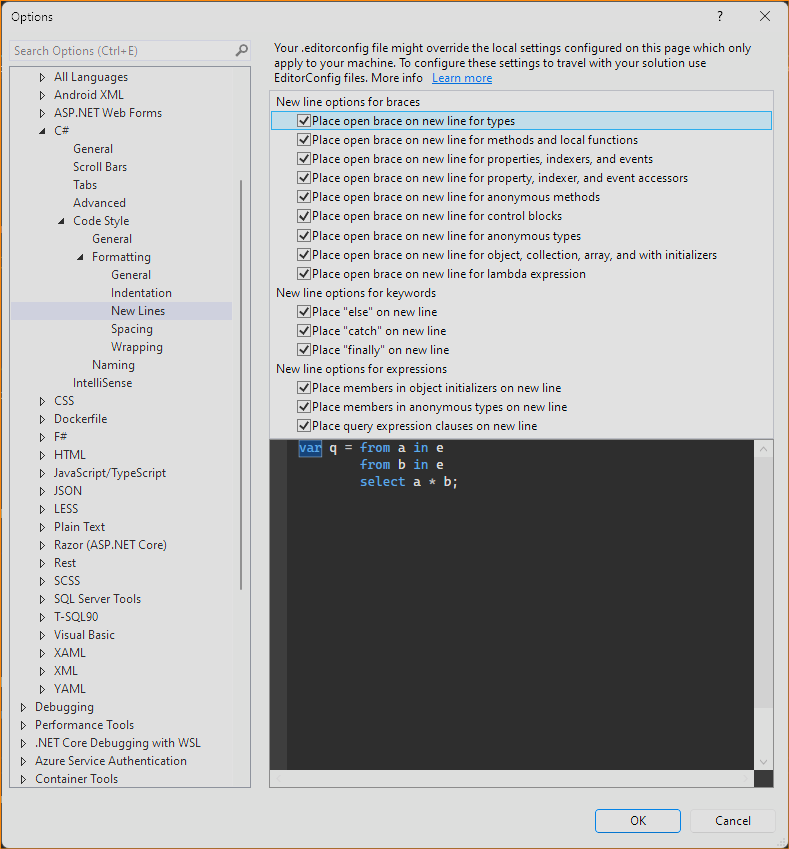 Options
?
Search Options (Ctrl+E)
All Languages
Android XML
ASP.NET Web Forms
C#
General
Scroll Bars
Tabs
Advanced
Code Style
General
Formatting
General
Indentation
New Lines
Spacing
Wrapping
Naming
IntelliSense
CSS
Dockerfile
F#
HTML
JavaScript/TypeScript
JSON
LESS
Plain Text
Razor (ASP.NET Core)
Rest
SCSS
SQL Server Tools
T-SQL90
Visual Basic
XAML
XML
YAML
Debugging
Performance Tools
.NET Core Debugging with WSL
Azure Service Authentication
Container Tools
Your .editorconfig file might override the local settings configured on this page which only
apply to your machine. To configure these settings to travel with your solution use
EditorConfig files. More info Learn more
New line options for braces
Place open brace on new line for types
Place open brace on new line for methods and local functions
Place open brace on new line for properties, indexers, and events
Place open brace on new line for property, indexer, and event accessors
Place open brace on new line for anonymous methods
Place open brace on new line for control blocks
Place open brace on new line for anonymous types
Place open brace on new line for object, collection, array, and with initializers
Place open brace on new line for lambda expression
New line options for keywords
Place "else" on new line
Place "catch" on new line
Place "finally" on new line
New line options for expressions
Place members in object initializers on new line
Place members in anonymous types on new line
Place query expression clauses on new line
var q = from a in e
from b in e
select a * b;
OK
Cancel